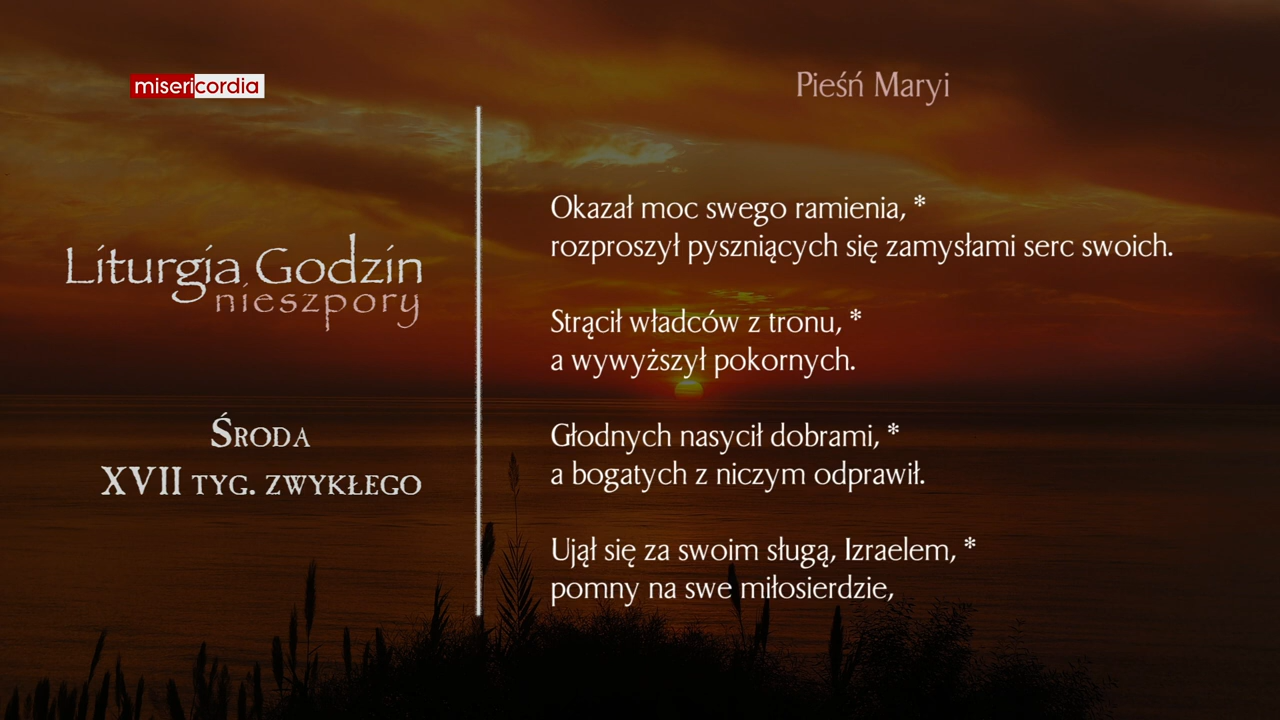 misericordia
Liturgia Godzin
nieszpory
Środa
XVII tyg. zwykłego
Pieśń Maryi
Okazał moc swego ramienia, *
rozproszył pyszniących się zamysłami serc swoich.
Strącił władców z tronu, *
a wywyższył pokornych.
Głodnych nasycił dobrami, *
a bogatych z niczym odprawił.
Ujął się za swoim sługą, Izraelem, *
pomny na swe miłosierdzie,